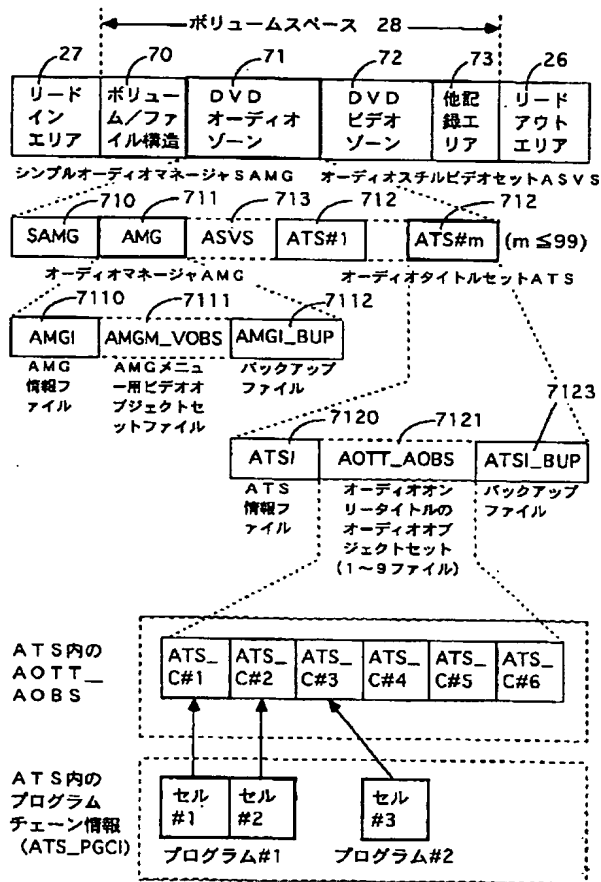 ボリュームスペース 28
27 70 71 72 73 26
リード
イン
エリア
ボリュー
ム/ファ
イル構造
DVD
オーディオ
ゾーン
DVD
ビデオ
ゾーン
他記
録エ
リア
リード
アウト
エリア
シンプルオーディオマネージャSAMG
オーディオスチルビデオセットASVS
710 711 713 712 712
SAMG AMG ASVS ATS#1 ATS#m (m≦99)
オーディオマネージャAMG
オーディオタイトルセットATS
7110 7111 7112
AMGI AMGM_VOBS AMGI_BUP
AMG
情報フ
ァイル
AMGメニュ
ー用ビデオオ
ブジェクトセ
ットファイル
バックアップ
ファイル
7120 7121 7123
ATSI AOTT_AOBS ATSI_BUP
ATS
情報フ
ァイル
オーディオオン
リータイトルの
オーディオオブ
ジェクトセット
(1~9ファイル)
バックアップ
ファイル
ATS内の
AOTT_
AOBS
ATS_
C#1
ATS_
C#2
ATS_
C#3
ATS_
C#4
ATS_
C#5
ATS_
C#6
ATS内の
プログラム
チェーン情報
(ATS_PGCI)
セル
#1
セル
#2
セル
#3
プログラム#1
プログラム#2